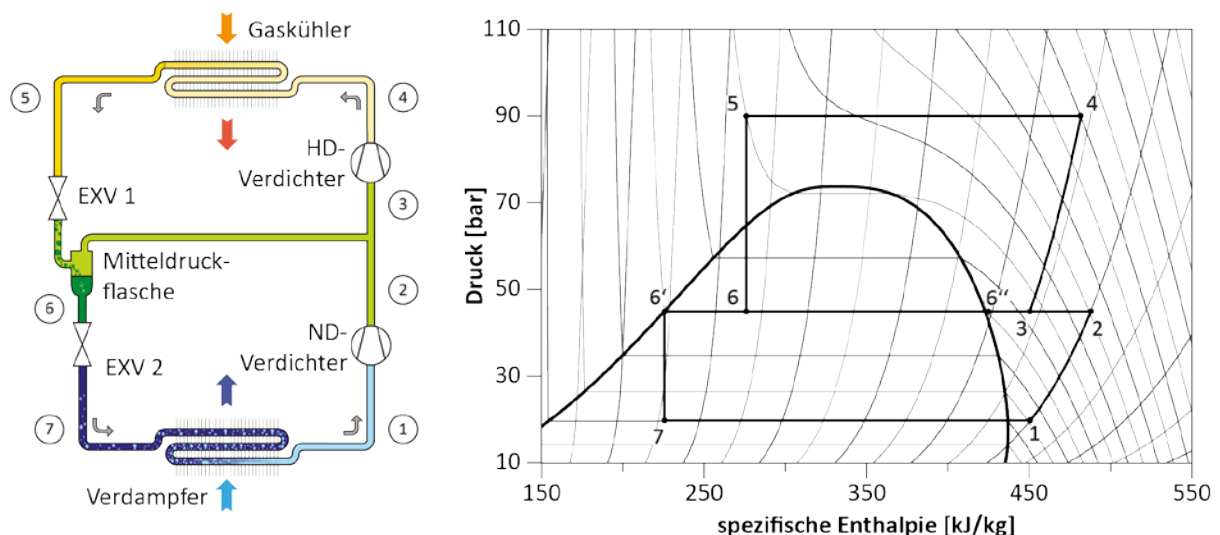 Gaskühler
5
4
HD-
Verdichter
EXV 1
3
Mitteldruck-
flasche
2
6
ND-
Verdichter
EXV 2
7
1
Verdampfer
Druck [bar]
110
90
70
50
30
10
5
4
6‘
6
6‘‘
3
2
7
1
150
250
350
450
550
spezifische Enthalpie [kJ/kg]